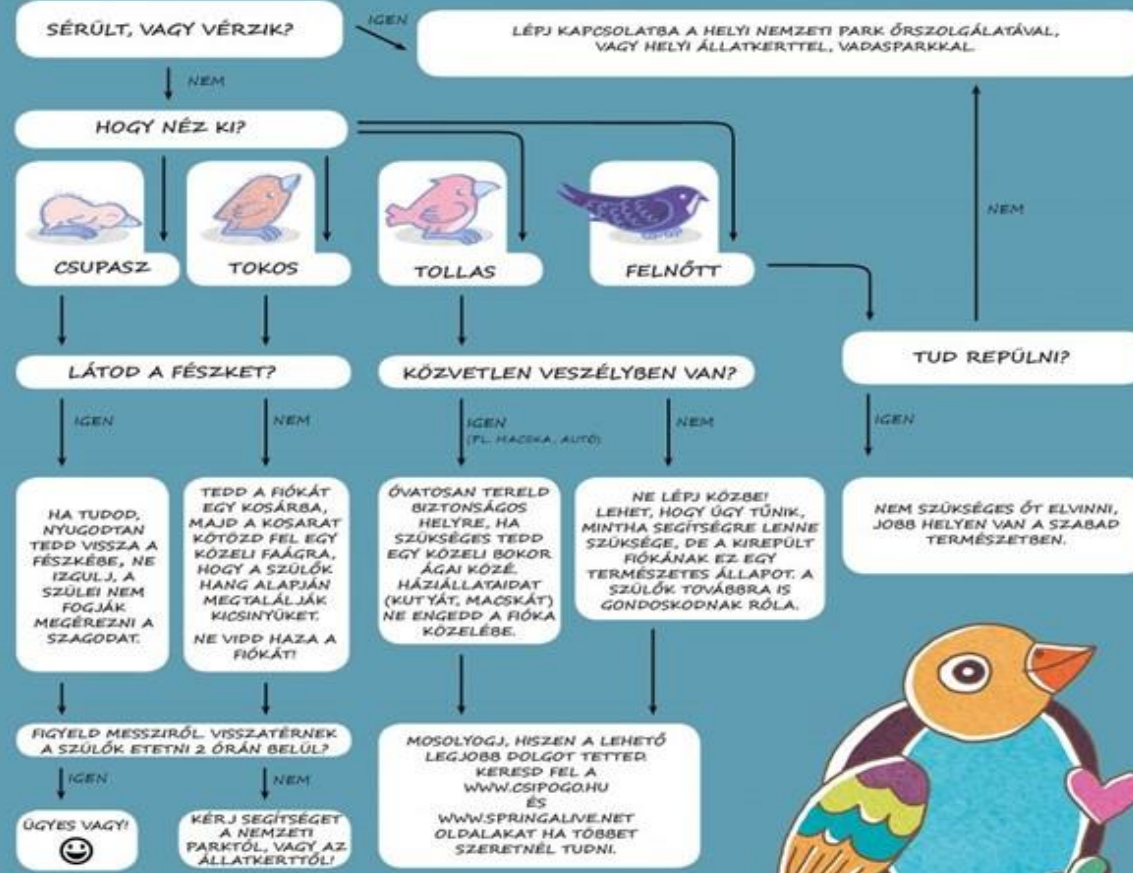 SÉRÜLT, VAGY VÉRZIK?
IGEN
LÉPJ KAPCSOLATBA A HELYI NEMZETI PARK ŐRSZOLGÁLATÁVAL,
VAGY HELYI ÁLLATKERTTEL, VADASPARKKAL.
NEM
HOGY NÉZ KI?
CSUPASZ
TOKOS
TOLLAS
FELNŐTT
NEM
LÁTOD A FÉSZKET?
KÖZVETLEN VESZÉLYBEN VAN?
TUD REPÜLNI?
IGEN
NEM
IGEN
(PL. MACSKA, AUTÓ)
NEM
IGEN
HA TUDOD,
NYUGODTAN
TEDD VISSZA A
FÉSZKÉBE, NE
IZGULJ, A
SZÜLEI NEM
FOGJÁK
MEGÉREZNI A
SZAGODAT.
TEDD A FIÓKÁT
EGY KOSÁRBA,
MAJD A KOSARAT
KÖTÖZD FEL EGY
KÖZELI FAÁGRA,
HOGY A SZÜLŐK
HANG ALAPJÁN
MEGTALÁLJÁK
KICSINYÜKET.
NE VIDD HAZA A
FIÓKÁT!
ÓVATOSAN TERELD
BIZTONSÁGOS
HELYRE, HA
SZÜKSÉGES TEDD
EGY KÖZELI BOKOR
ÁGAI KÖZÉ.
HÁZIÁLLATAIDAT
(KUTYÁT, MACSKÁT)
NE ENGEDD A FIÓKA
KÖZELÉBE.
NE LÉPJ KÖZBE!
LEHET, HOGY ÚGY TŰNIK,
MINTHA SEGÍTSÉGRE LENNE
SZÜKSÉGE, DE A KIREPÜLT
FIÓKÁNAK EZ EGY
TERMÉSZETES ÁLLAPOT. A
SZÜLŐK TOVÁBBRA IS
GONDOSKODNAK RÓLA.
NEM SZÜKSÉGES ŐT ELVINNI,
JOBB HELYEN VAN A SZABAD
TERMÉSZETBEN.
FIGYELD MESSZIRŐL. VISSZATÉRNEK
A SZÜLŐK ETETNI 2 ÓRÁN BELÜL?
IGEN
NEM
ÜGYES VAGY!
KÉRJ SEGÍTSÉGET
A NEMZETI
PARKTÓL, VAGY AZ
ÁLLATKERTTŐL!
MOSOLYOGJ, HISZEN A LEHETŐ
LEGJOBB DOLGOT TETTED.
KERESD FEL A
WWW.CSIPOGO.HU
ÉS
WWW.SPRINGALIVE.NET
OLDALAKAT HA TÖBBET
SZERETNÉL TUDNI.